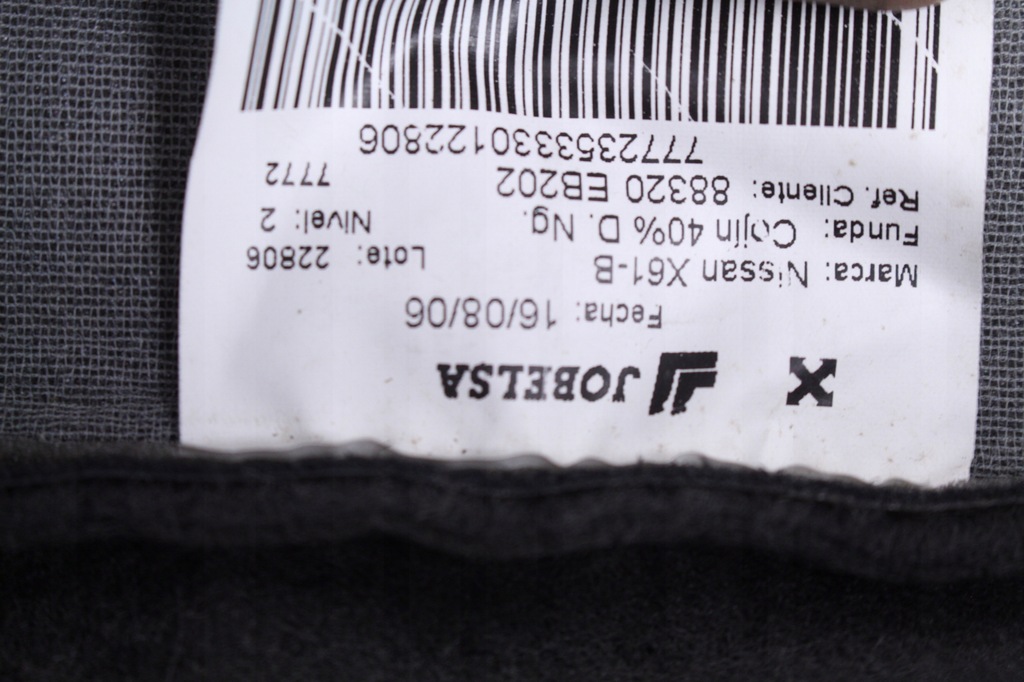 JOBELSA
Fecha: 16/08/06
Marca: Nissan X61-B Lote: 22806
Funda: Cojin 40% D. Ng. Nivel: 2
Ref. Cliente: 88320 EB202 7772
7772353330122806